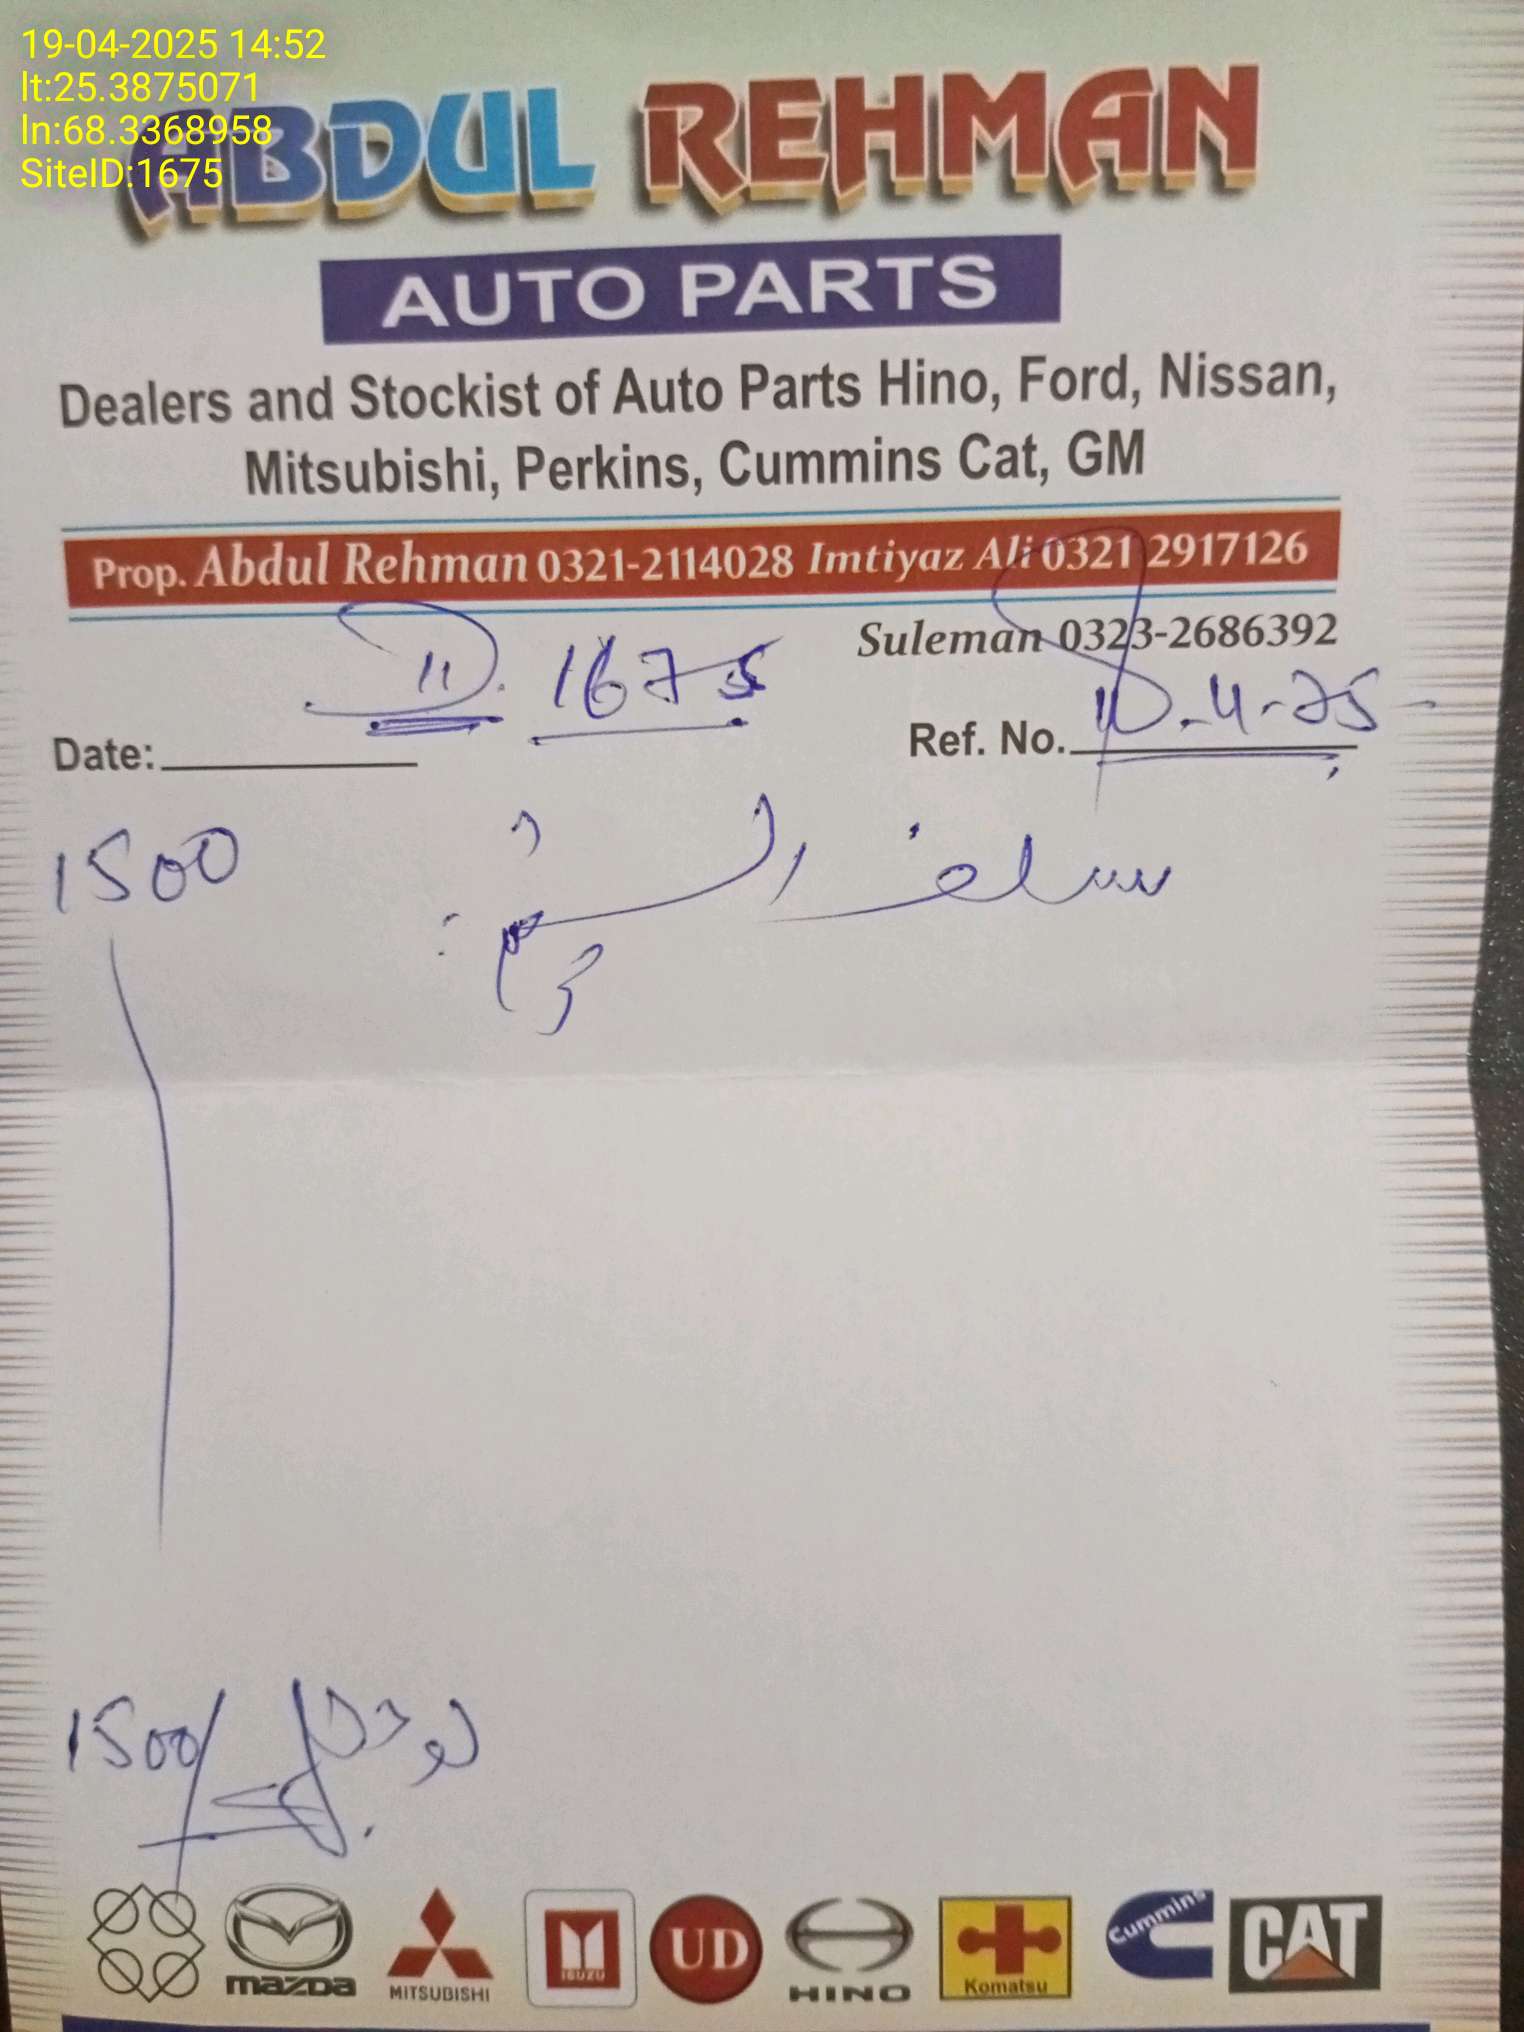 19-04-2025 14:52
lt:25.3875071
ln:68.3368958
SiteID:1675
ABDUL REHMAN
AUTO PARTS
Dealers and Stockist of Auto Parts Hino, Ford, Nissan,
Mitsubishi, Perkins, Cummins Cat, GM
Prop. Abdul Rehman 0321-2114028 Imtiyaz Ali 0321 2917126
Suleman 0323-2686392
1675
Date: Ref. No. -4-25
1500 سلف
1500/
mazda MITSUBISHI ISUZU UD HINO Komatsu Cummins CAT